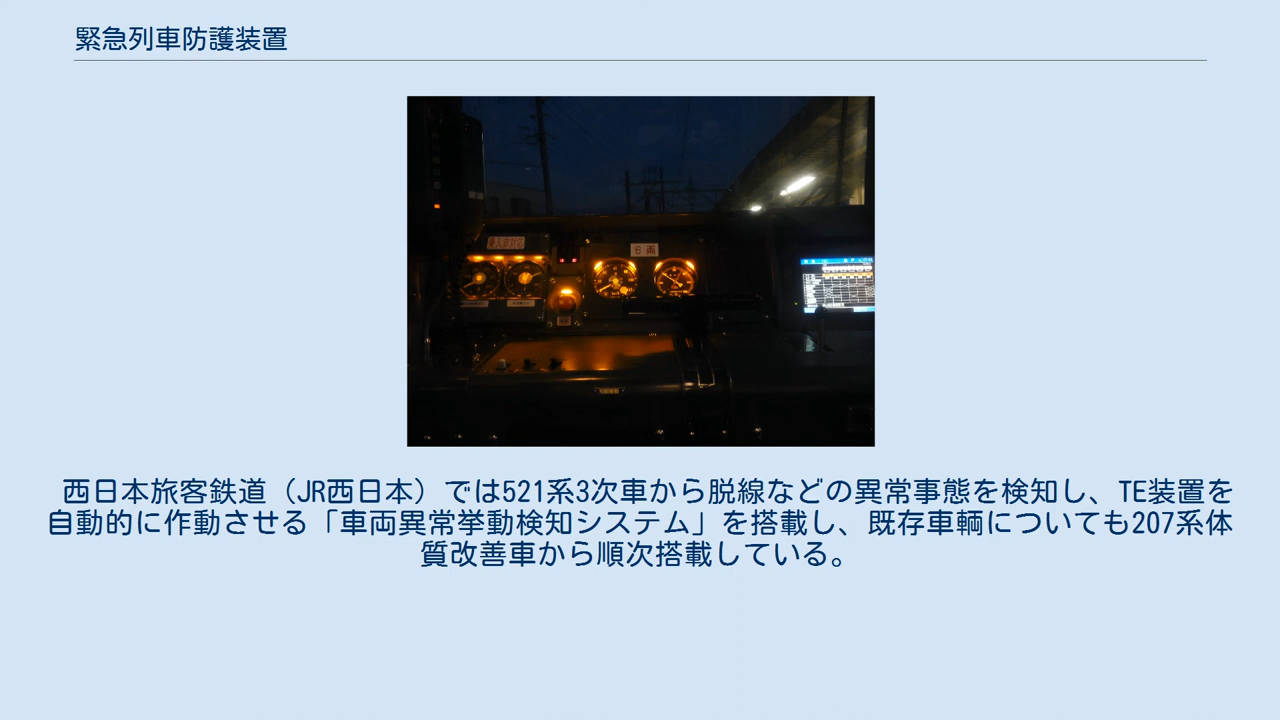 緊急列車防護装置
6両
西日本旅客鉄道（JR西日本）では521系3次車から脱線などの異常事態を検知し、TE装置を
自動的に作動させる「車両異常挙動検知システム」を搭載し、既存車輌についても207系体
質改善車から順次搭載している。